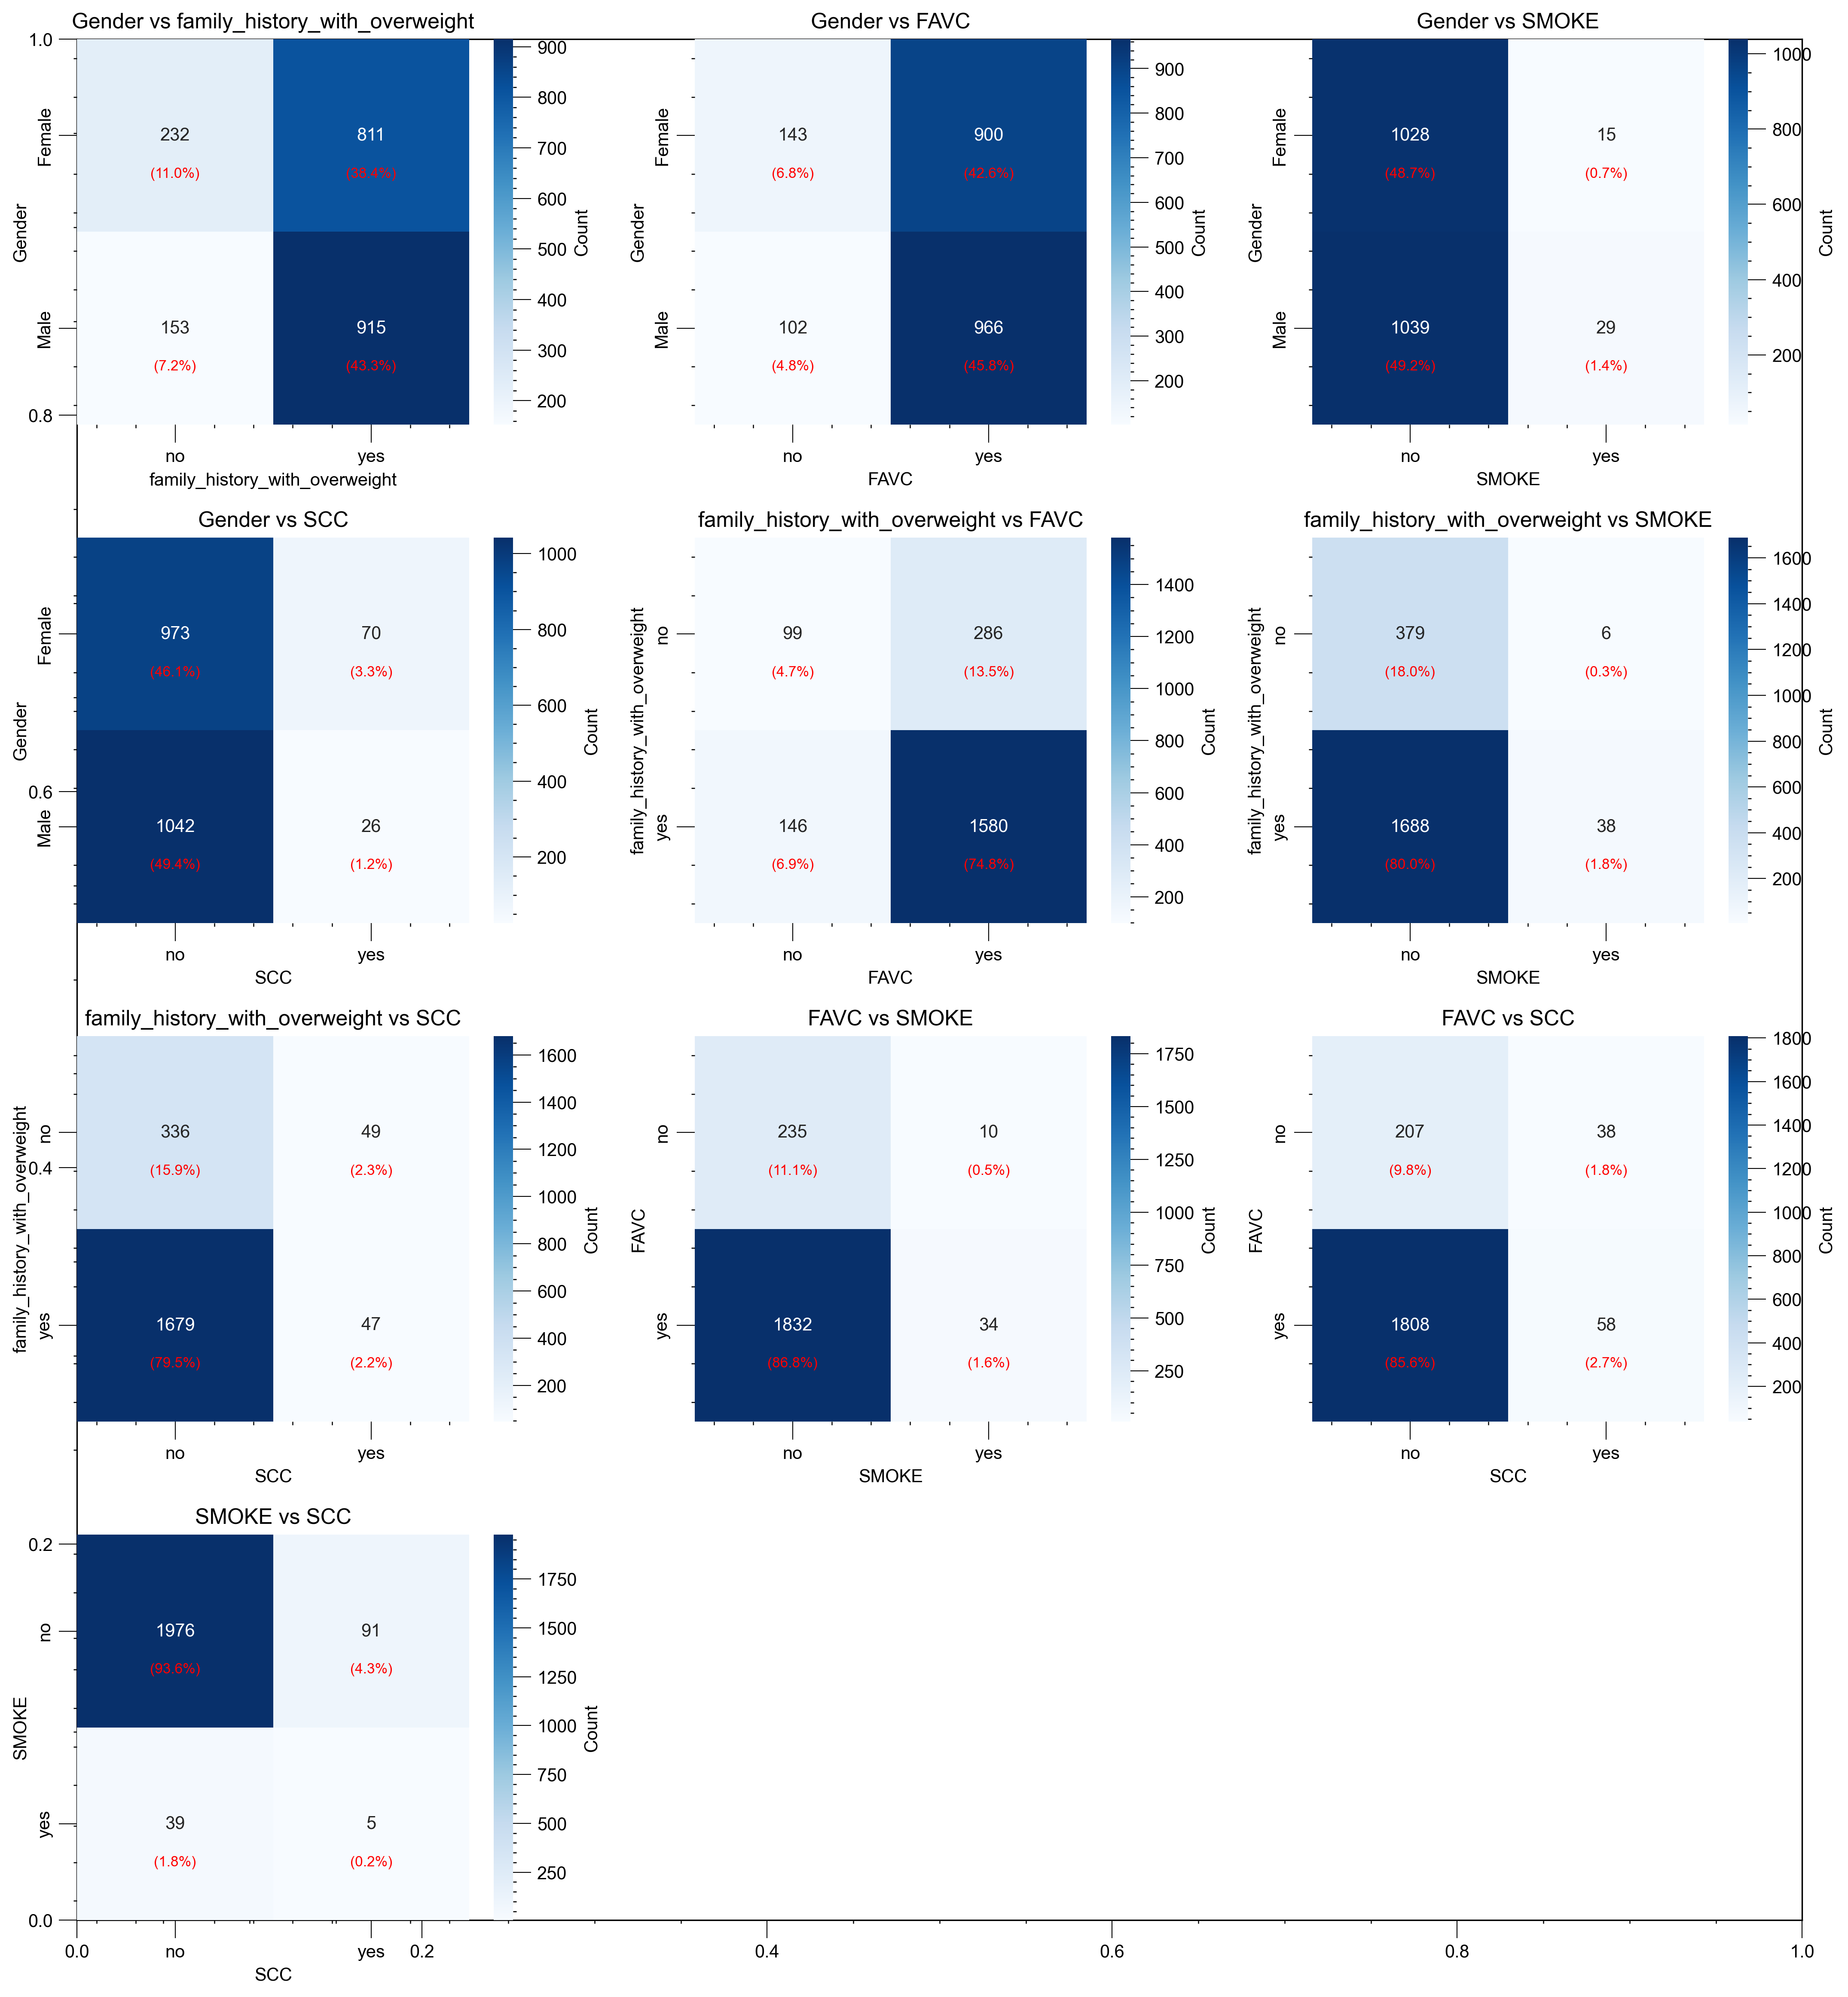 Gender vs family_history_with_overweight
1.0
0.8
Gender
Female
Male
232
(11.0%)
811
(38.4%)
153
(7.2%)
915
(43.3%)
no
yes
family_history_with_overweight
900
800
700
600
500
400
300
200
Count
Gender vs FAVC
Gender
Female
Male
143
(6.8%)
900
(42.6%)
102
(4.8%)
966
(45.8%)
no
yes
FAVC
900
800
700
600
500
400
300
200
Count
Gender vs SMOKE
Gender
Female
Male
1028
(48.7%)
15
(0.7%)
1039
(49.2%)
29
(1.4%)
no
yes
SMOKE
1000
800
600
400
200
Count
Gender vs SCC
Gender
Female
0.6
Male
973
(46.1%)
70
(3.3%)
1042
(49.4%)
26
(1.2%)
no
yes
SCC
1000
800
600
400
200
Count
family_history_with_overweight vs FAVC
family_history_with_overweight
no
yes
99
(4.7%)
286
(13.5%)
146
(6.9%)
1580
(74.8%)
no
yes
FAVC
1400
1200
1000
800
600
400
200
Count
family_history_with_overweight vs SMOKE
family_history_with_overweight
no
yes
379
(18.0%)
6
(0.3%)
1688
(80.0%)
38
(1.8%)
no
yes
SMOKE
1600
1400
1200
1000
800
600
400
200
Count
family_history_with_overweight vs SCC
family_history_with_overweight
no
0.4
yes
336
(15.9%)
49
(2.3%)
1679
(79.5%)
47
(2.2%)
no
yes
SCC
1600
1400
1200
1000
800
600
400
200
Count
FAVC vs SMOKE
FAVC
no
yes
235
(11.1%)
10
(0.5%)
1832
(86.8%)
34
(1.6%)
no
yes
SMOKE
1750
1500
1250
1000
750
500
250
Count
FAVC vs SCC
FAVC
no
yes
207
(9.8%)
38
(1.8%)
1808
(85.6%)
58
(2.7%)
no
yes
SCC
1800
1600
1400
1200
1000
800
600
400
200
Count
SMOKE vs SCC
0.2
SMOKE
no
yes
0.0
1976
(93.6%)
91
(4.3%)
39
(1.8%)
5
(0.2%)
1750
1500
1250
1000
750
500
250
Count
0.0
no
yes
0.2
0.4
0.6
0.8
1.0
SCC